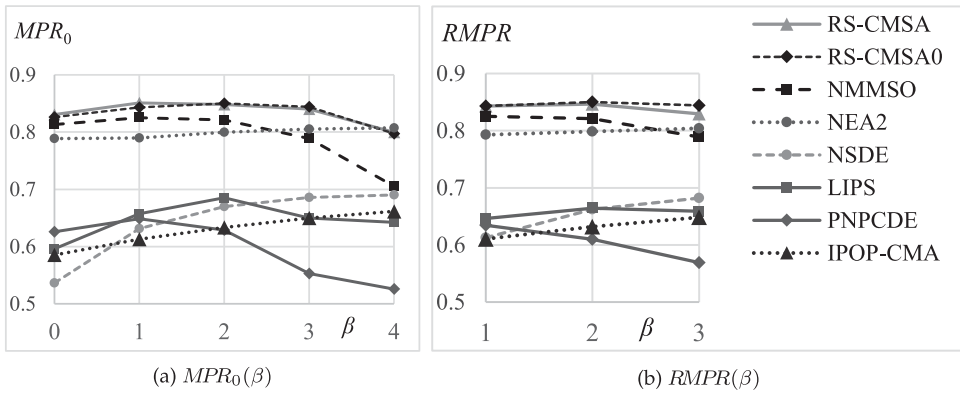 MPR₀
0.9
0.8
0.7
0.6
0.5
0 1 2 3 β 4
(a) MPR₀(β)
RMPR
0.9
0.8
0.7
0.6
0.5
1 2 β 3
(b) RMPR(β)
RS-CMSA
RS-CMSA0
NMMSO
NEA2
NSDE
LIPS
PNPCDE
IPOP-CMA